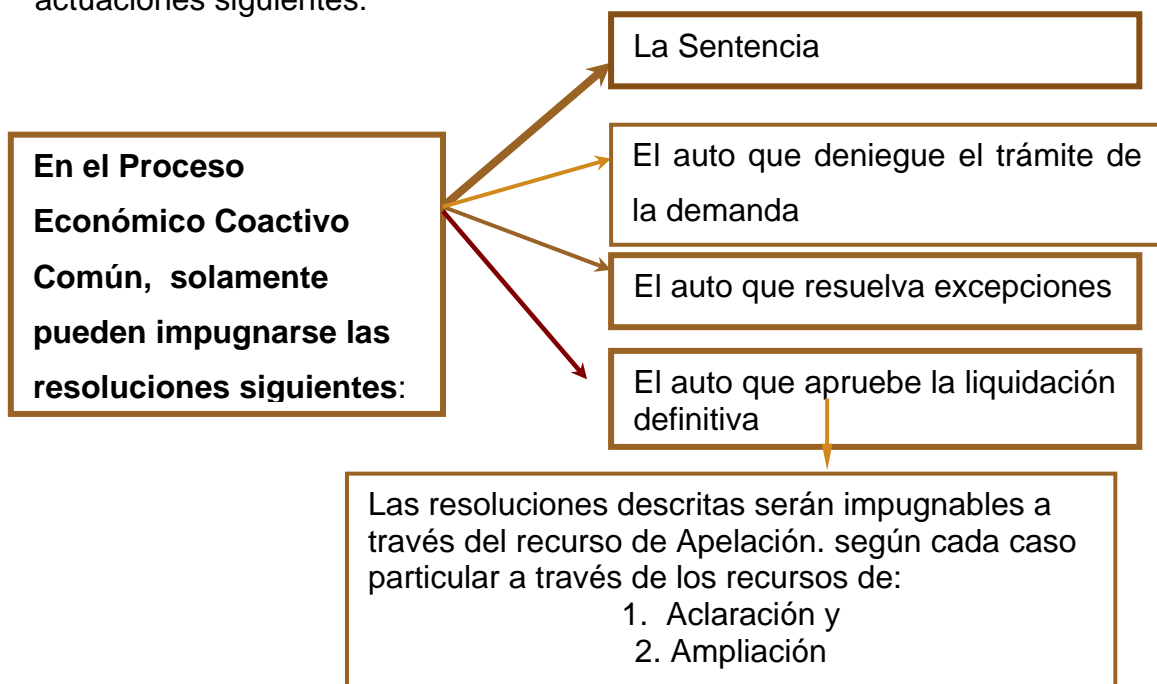 actuaciones siguientes:
La Sentencia
En el Proceso
Económico Coactivo
Común, solamente
pueden impugnarse las
resoluciones siguientes:
El auto que deniegue el trámite de
la demanda
El auto que resuelva excepciones
El auto que apruebe la liquidación
definitiva
Las resoluciones descritas serán impugnables a
través del recurso de Apelación. según cada caso
particular a través de los recursos de:
1. Aclaración y
2. Ampliación